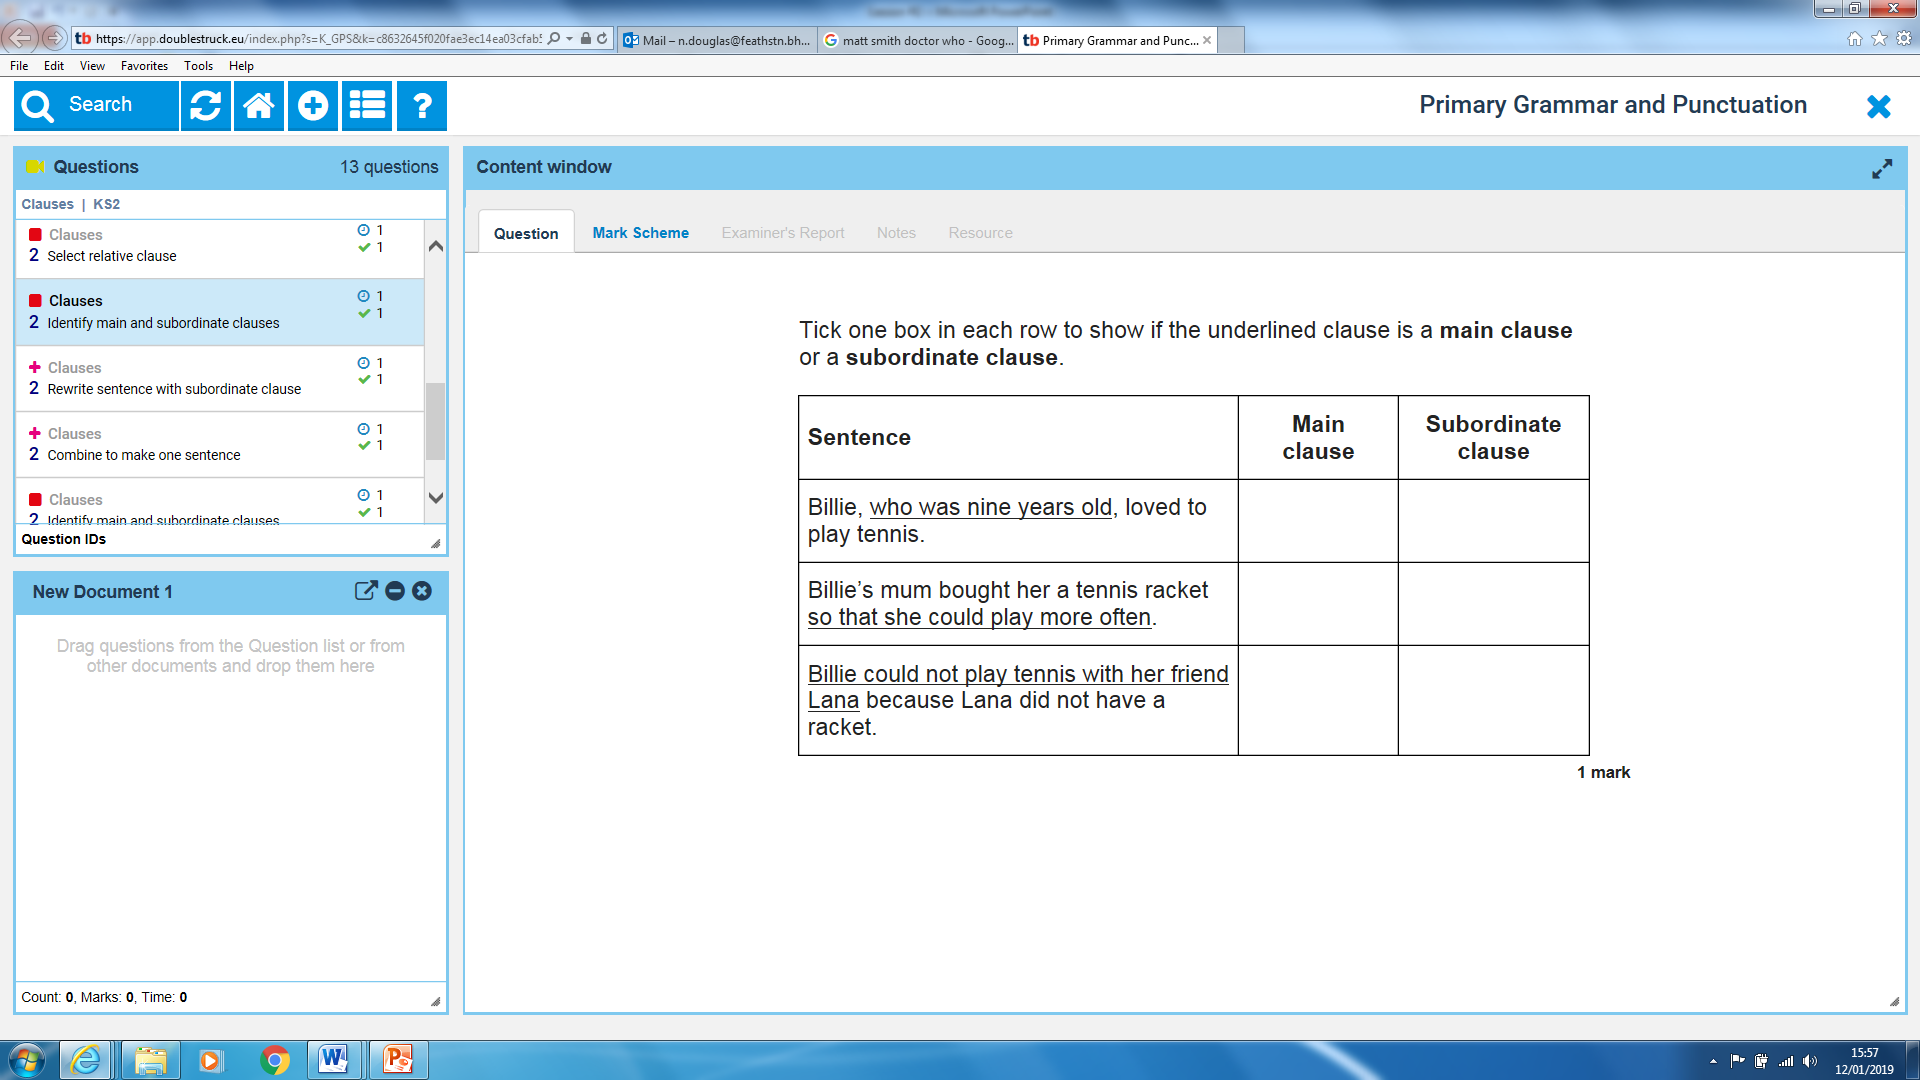 https://app.doublestruck.eu/index.php?s=K_GPS&k=c8632645f020fae3ec14ea03cfab5
Mail – n.douglas@feathstn.bh...
matt smith doctor who - Goog...
Primary Grammar and Punc...
File Edit View Favorites Tools Help
Search
Primary Grammar and Punctuation
Questions 13 questions
Clauses | KS2
Clauses 1
2 Select relative clause 1
Clauses 1
2 Identify main and subordinate clauses 1
Clauses 1
2 Rewrite sentence with subordinate clause 1
Clauses 1
2 Combine to make one sentence 1
Clauses 1
2 Identify main and subordinate clauses 1
Question IDs
New Document 1
Drag questions from the Question list or from
other documents and drop them here
Count: 0, Marks: 0, Time: 0
Content window
Question Mark Scheme Examiner's Report Notes Resource
Tick one box in each row to show if the underlined clause is a main clause
or a subordinate clause.
Sentence
Main
clause
Subordinate
clause
Billie, who was nine years old, loved to
play tennis.
Billie’s mum bought her a tennis racket
so that she could play more often.
Billie could not play tennis with her friend
Lana because Lana did not have a
racket.
1 mark
15:57
12/01/2019